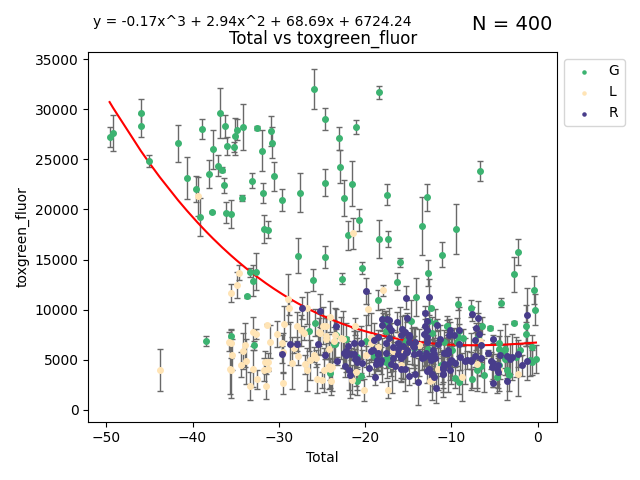 y = -0.17x^3 + 2.94x^2 + 68.69x + 6724.24
N = 400
Total vs toxgreen_fluor
35000
30000
25000
20000
15000
10000
5000
0
toxgreen_fluor
−50 −40 −30 −20 −10 0
Total
G
L
R